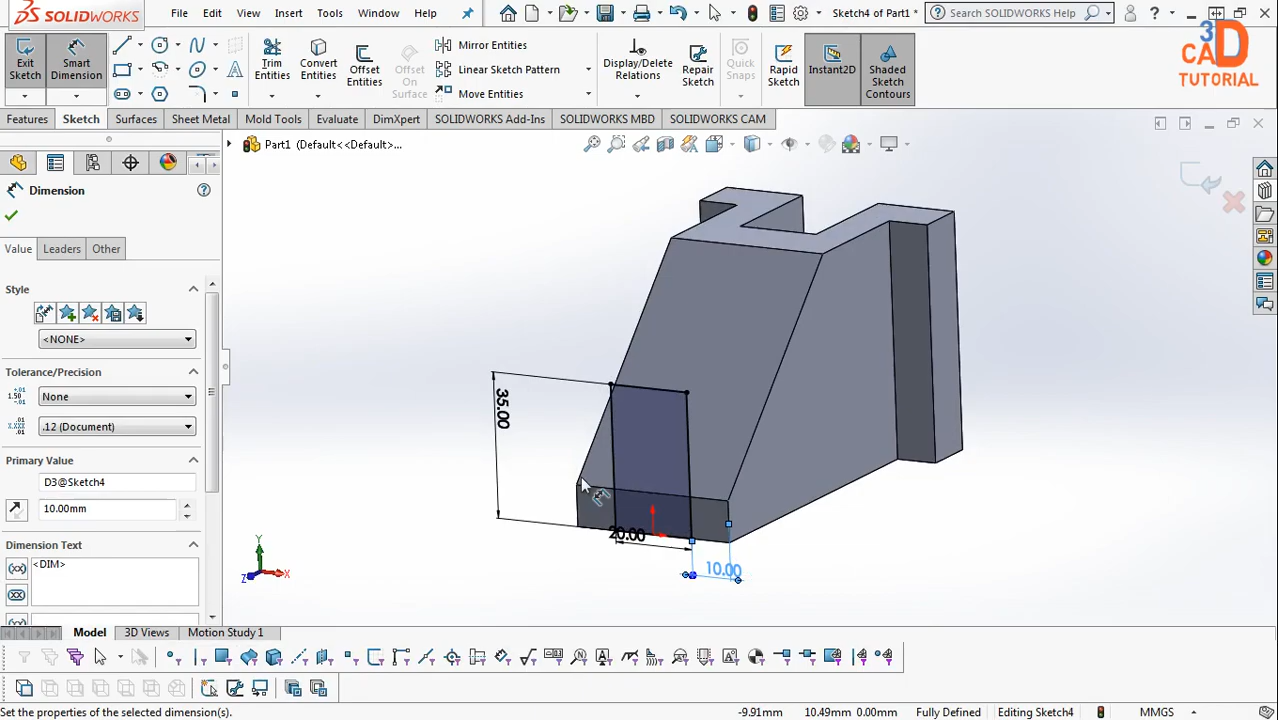 SOLIDWORKS File Edit View Insert Tools Window Help Sketch4 of Part1 * Search SOLIDWORKS Help ?
3
CAD
TUTORIAL
Exit Sketch Smart Dimension Trim Entities Convert Entities Offset Entities Offset On Surface Mirror Entities Linear Sketch Pattern Move Entities Display/Delete Relations Repair Sketch Quick Snaps Rapid Sketch Instant2D Shaded Sketch Contours
Features Sketch Surfaces Sheet Metal Mold Tools Evaluate DimXpert SOLIDWORKS Add-Ins SOLIDWORKS MBD SOLIDWORKS CAM
Part1 (Default<<Default>...
Dimension
Value Leaders Other
Style
<NONE>
Tolerance/Precision
None
.12 (Document)
Primary Value
D3@Sketch4
10.00mm
Dimension Text
<DIM>
35.00
20.00
10.00
Y
Z X
Model 3D Views Motion Study 1
Set the properties of the selected dimension(s). -9.91mm 10.49mm 0.00mm Fully Defined Editing Sketch4 MMGS